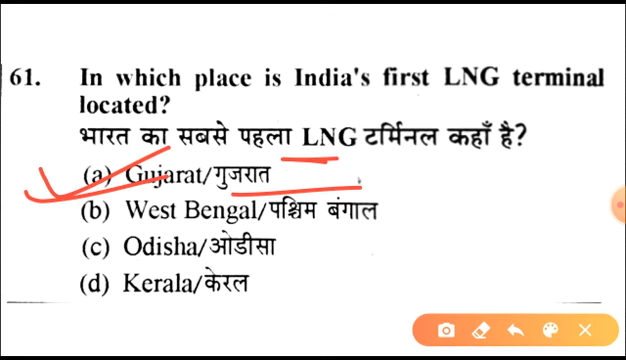 61. In which place is India's first LNG terminal
located?
भारत का सबसे पहला LNG टर्मिनल कहाँ है?
(a) Gujarat/गुजरात
(b) West Bengal/पश्चिम बंगाल
(c) Odisha/ओडीसा
(d) Kerala/केरल